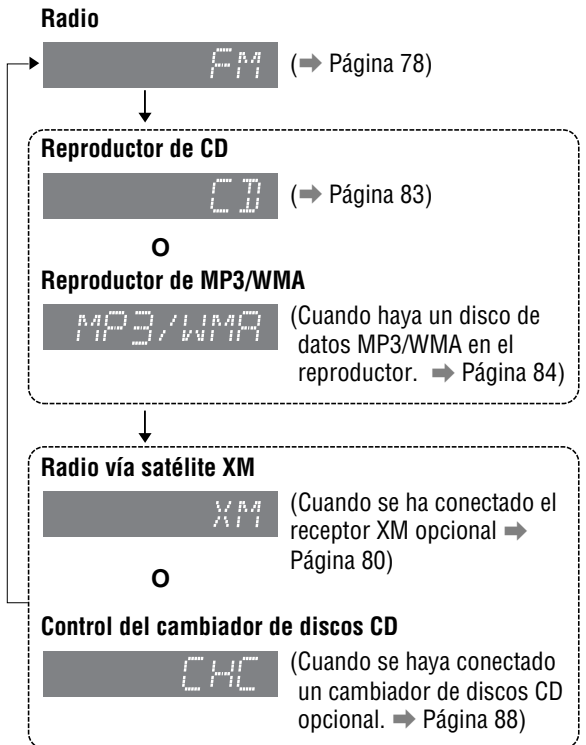 Radio
FM (➡ Página 78)
Reproductor de CD
CD (➡ Página 83)
O
Reproductor de MP3/WMA
MP3/WMA (Cuando haya un disco de
datos MP3/WMA en el
reproductor. ➡ Página 84)
Radio vía satélite XM
XM (Cuando se ha conectado el
receptor XM opcional ➡
Página 80)
O
Control del cambiador de discos CD
CHC (Cuando se haya conectado
un cambiador de discos CD
opcional. ➡ Página 88)